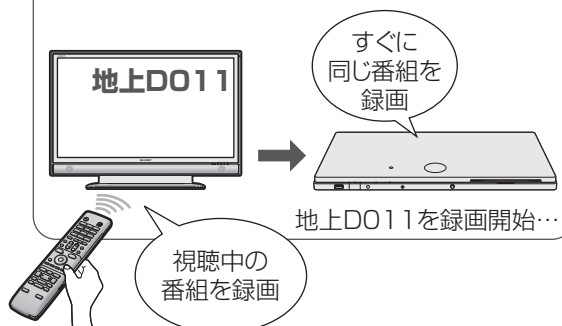 地上D011
すぐに
同じ番組を
録画
地上D011を録画開始…
視聴中の
番組を録画